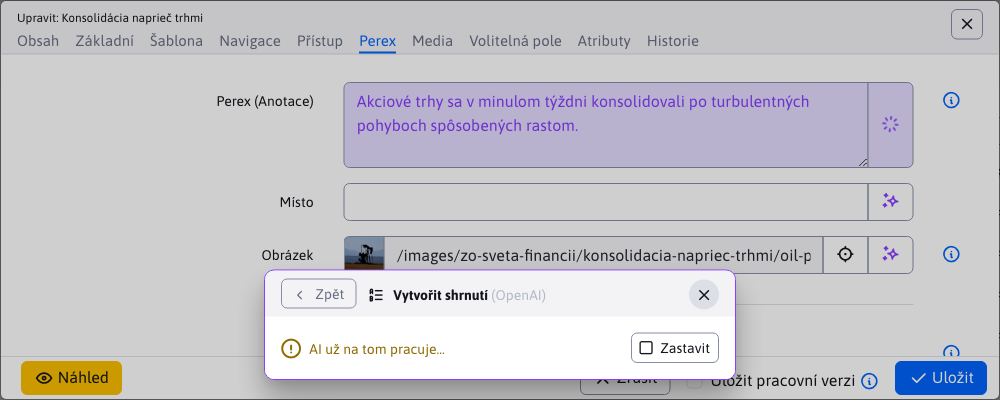 Upravit: Konsolidácia naprieč trhmi
Obsah Základní Šablona Navigace Přístup Perex Media Volitelná pole Atributy Historie
Perex (Anotace)
Akciové trhy sa v minulom týždni konsolidovali po turbulentných
pohyboch spôsobených rastom.
Místo
Obrázek
/images/zo-sveta-financii/konsolidacia-napriec-trhmi/oil-p
Zpět
Vytvořit shrnutí (OpenAI)
AI už na tom pracuje...
Zastavit
Náhled
Zrušit
Uložit pracovní verzi
Uložit